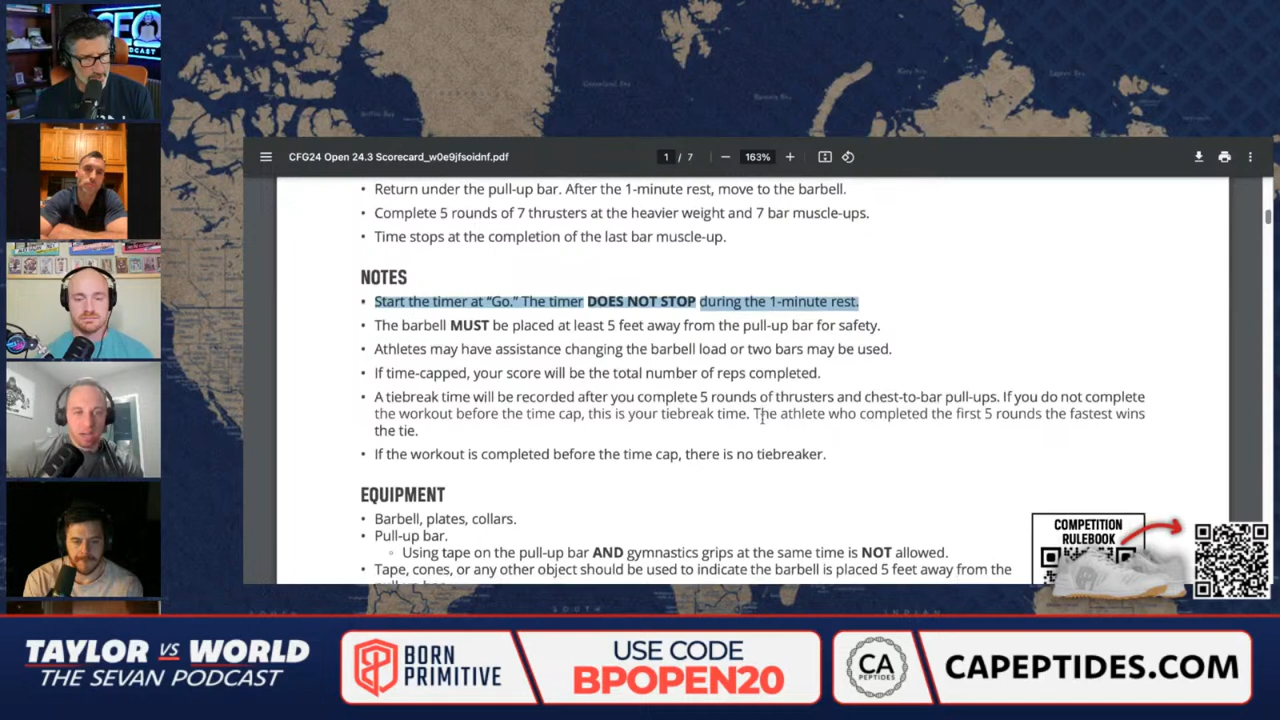 CFG24 Open 24.3 Scorecard_w0e9jfsoidnf.pdf
1 / 7
163%
• Return under the pull-up bar. After the 1-minute rest, move to the barbell.
• Complete 5 rounds of 7 thrusters at the heavier weight and 7 bar muscle-ups.
• Time stops at the completion of the last bar muscle-up.
NOTES
• Start the timer at “Go.” The timer DOES NOT STOP during the 1-minute rest.
• The barbell MUST be placed at least 5 feet away from the pull-up bar for safety.
• Athletes may have assistance changing the barbell load or two bars may be used.
• If time-capped, your score will be the total number of reps completed.
• A tiebreak time will be recorded after you complete 5 rounds of thrusters and chest-to-bar pull-ups. If you do not complete
the workout before the time cap, this is your tiebreak time. The athlete who completed the first 5 rounds the fastest wins
the tie.
• If the workout is completed before the time cap, there is no tiebreaker.
EQUIPMENT
• Barbell, plates, collars.
• Pull-up bar.
◦ Using tape on the pull-up bar AND gymnastics grips at the same time is NOT allowed.
• Tape, cones, or any other object should be used to indicate the barbell is placed 5 feet away from the
COMPETITION
RULEBOOK
TAYLOR VS WORLD
THE SEVAN PODCAST
BORN
PRIMITIVE
USE CODE
BPOPEN20
CA
PEPTIDES
CAPEPTIDES.COM